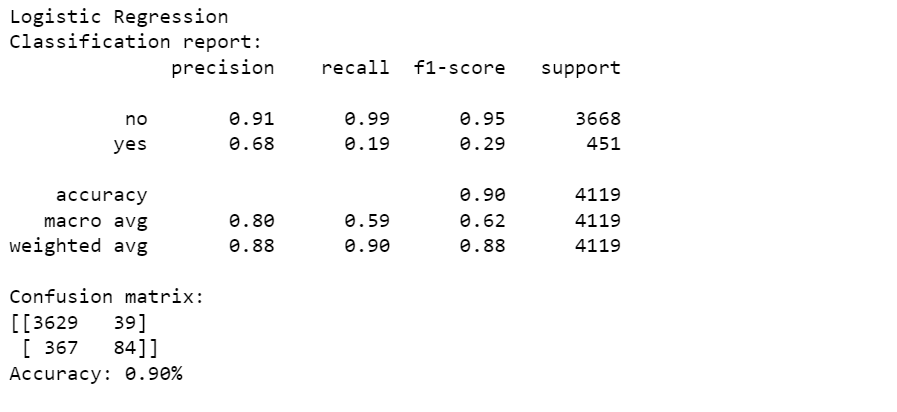 Logistic Regression
Classification report:
              precision    recall  f1-score   support

          no       0.91      0.99      0.95      3668
         yes       0.68      0.19      0.29       451

    accuracy                           0.90      4119
   macro avg       0.80      0.59      0.62      4119
weighted avg       0.88      0.90      0.88      4119

Confusion matrix:
[[3629   39]
 [ 367   84]]
Accuracy: 0.90%